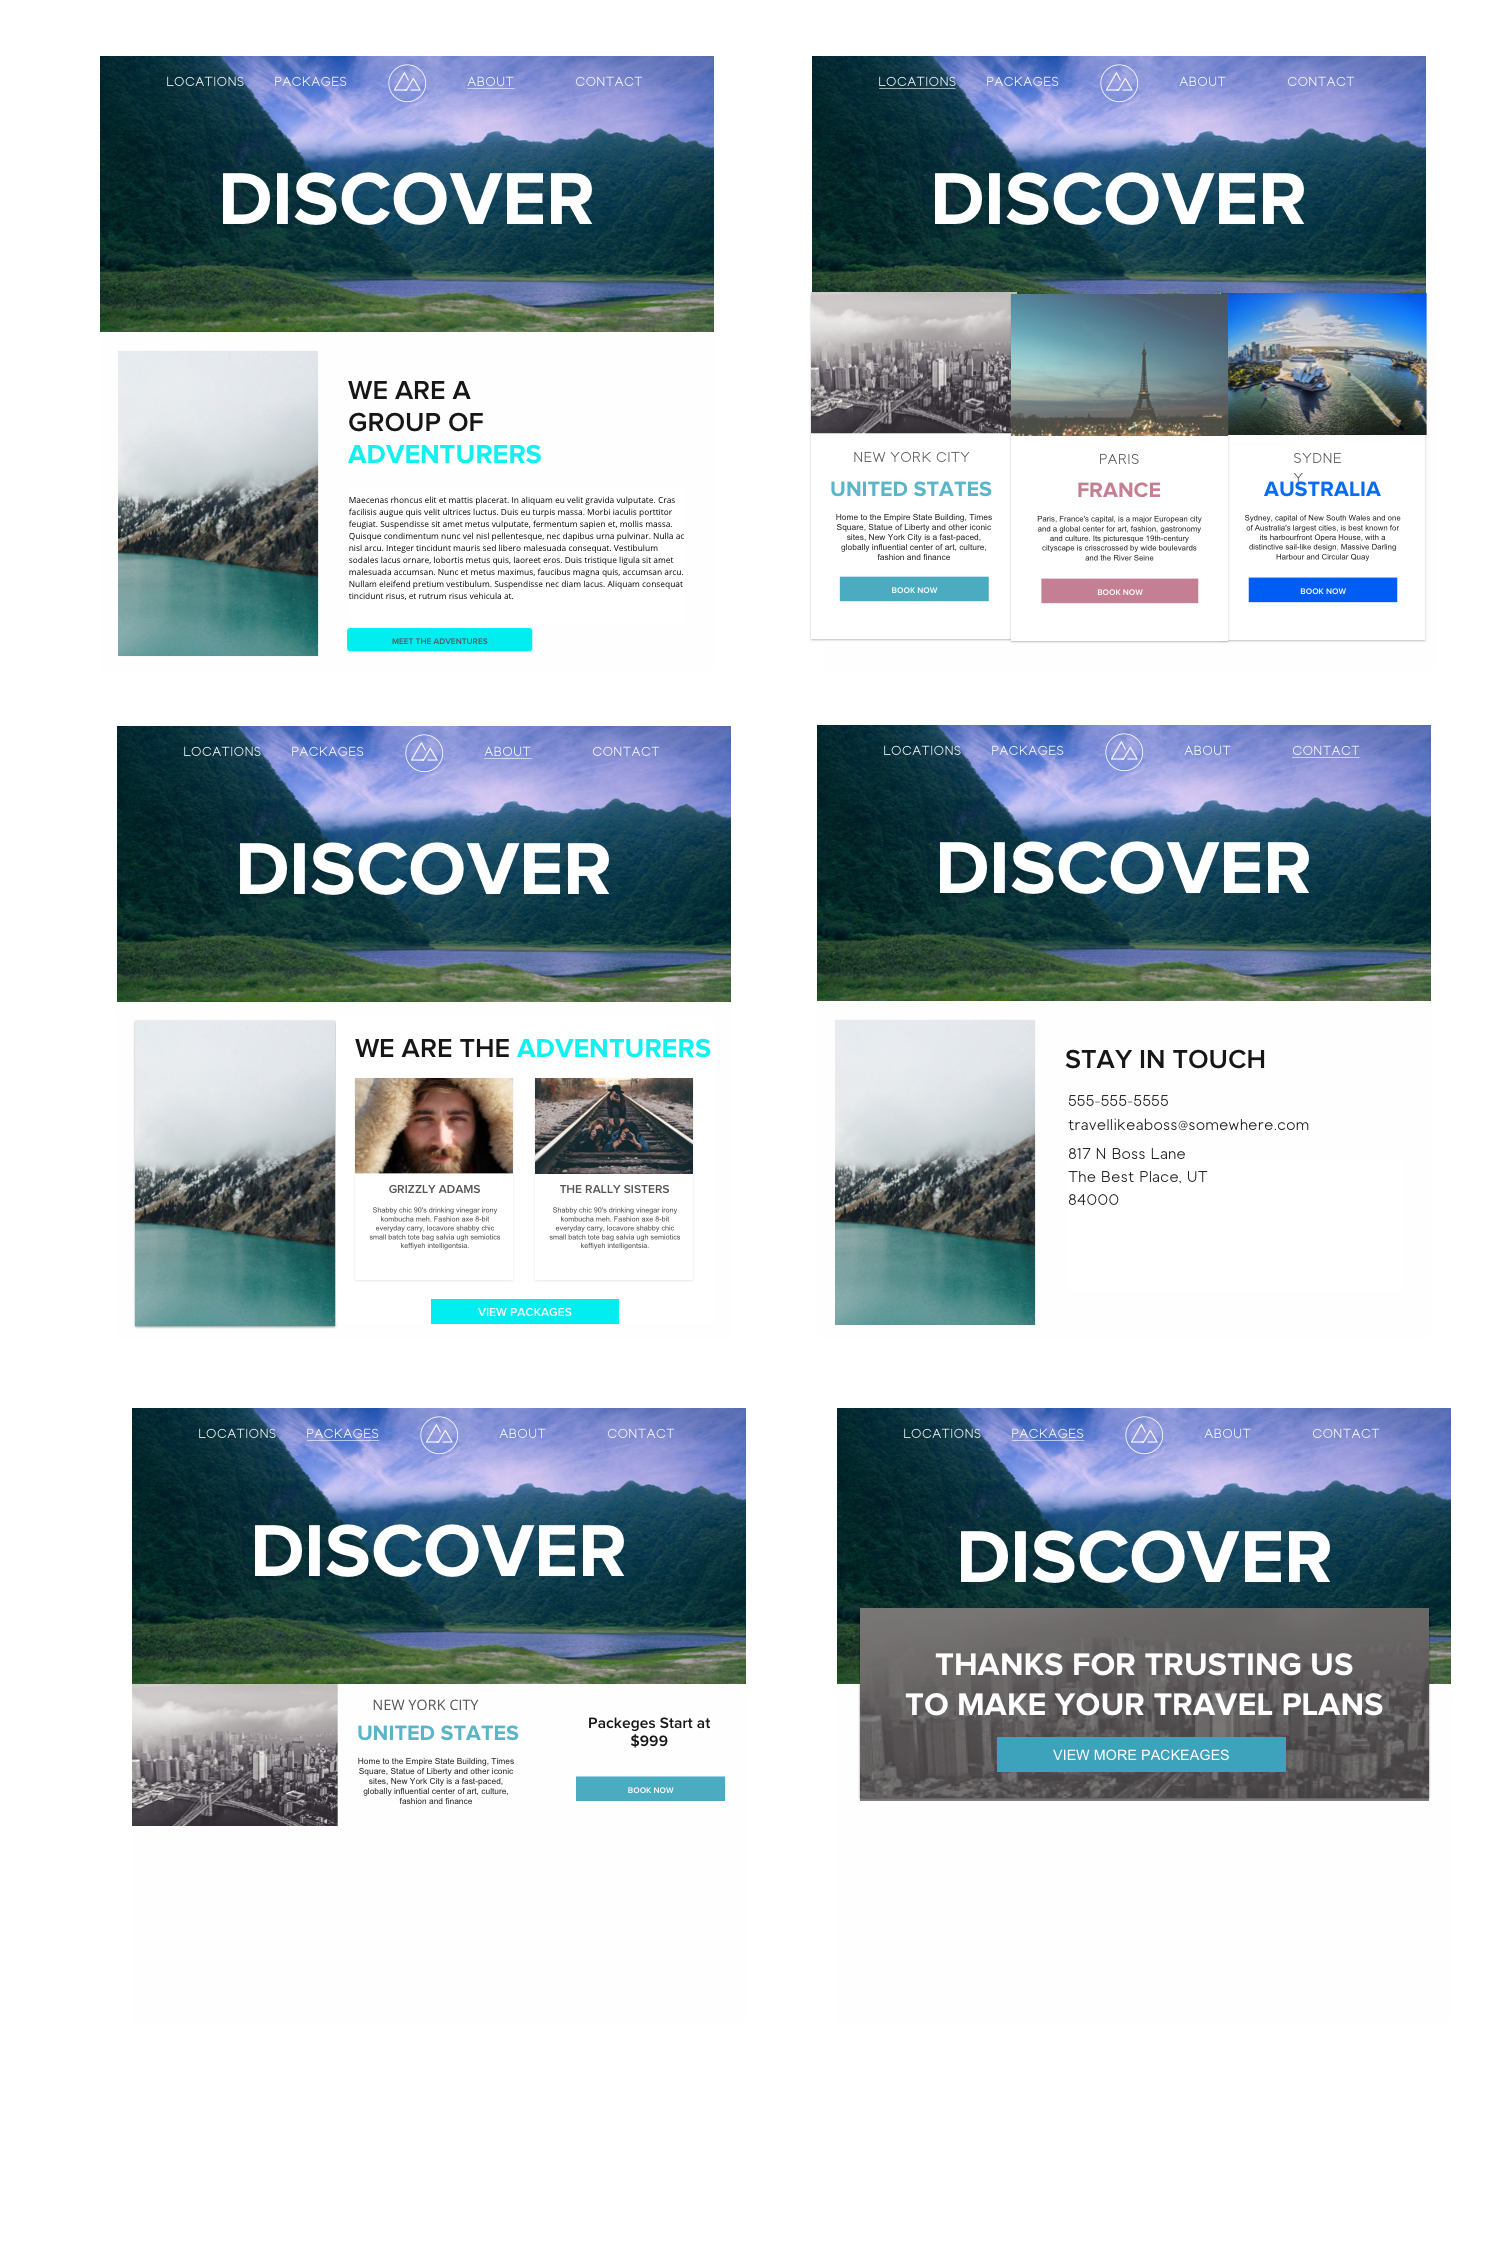 LOCATIONS PACKAGES ABOUT CONTACT
DISCOVER
WE ARE A
GROUP OF
ADVENTURERS
Maecenas rhoncus elit et mattis placerat. In aliquam eu velit gravida vulputate. Cras
facilisis augue quis velit ultrices luctus. Duis eu turpis massa. Morbi iaculis porttitor
feugiat. Suspendisse sit amet metus vulputate, fermentum sapien et, mollis massa.
Quisque condimentum nunc vel nisl pellentesque, nec dapibus urna pulvinar. Nulla ac
nisl arcu. Integer tincidunt mauris sed libero malesuada consequat. Vestibulum
sodales lacus ornare, lobortis metus quis, laoreet eros. Duis tristique ligula sit amet
malesuada accumsan. Nunc et metus maximus, faucibus magna quis, accumsan arcu.
Nullam eleifend pretium vestibulum. Suspendisse nec diam lacus. Aliquam consequat
tincidunt risus, et rutrum risus vehicula at.
MEET THE ADVENTURES
LOCATIONS PACKAGES ABOUT CONTACT
DISCOVER
NEW YORK CITY
UNITED STATES
Home to the Empire State Building, Times
Square, Statue of Liberty and other iconic
sites, New York City is a fast-paced,
globally influential center of art, culture,
fashion and finance
BOOK NOW
PARIS
FRANCE
Paris, France's capital, is a major European city
and a global center for art, fashion, gastronomy
and culture. Its picturesque 19th-century
cityscape is crisscrossed by wide boulevards
and the River Seine
BOOK NOW
SYDNE
Y
AUSTRALIA
Sydney, capital of New South Wales and one
of Australia's largest cities, is best known for
its harbourfront Opera House, with a
distinctive sail-like design. Massive Darling
Harbour and Circular Quay
BOOK NOW
LOCATIONS PACKAGES ABOUT CONTACT
DISCOVER
WE ARE THE ADVENTURERS
GRIZZLY ADAMS
Shabby chic 90's drinking vinegar irony
kombucha meh. Fashion axe 8-bit
everyday carry, locavore shabby chic
small batch tote bag salvia ugh semiotics
keffiyeh intelligentsia.
THE RALLY SISTERS
Shabby chic 90's drinking vinegar irony
kombucha meh. Fashion axe 8-bit
everyday carry, locavore shabby chic
small batch tote bag salvia ugh semiotics
keffiyeh intelligentsia.
VIEW PACKAGES
LOCATIONS PACKAGES ABOUT CONTACT
DISCOVER
STAY IN TOUCH
555-555-5555
travellikeaboss@somewhere.com
817 N Boss Lane
The Best Place, UT
84000
LOCATIONS PACKAGES ABOUT CONTACT
DISCOVER
NEW YORK CITY
UNITED STATES
Home to the Empire State Building, Times
Square, Statue of Liberty and other iconic
sites, New York City is a fast-paced,
globally influential center of art, culture,
fashion and finance
Packeges Start at
$999
BOOK NOW
LOCATIONS PACKAGES ABOUT CONTACT
DISCOVER
THANKS FOR TRUSTING US
TO MAKE YOUR TRAVEL PLANS
VIEW MORE PACKEAGES